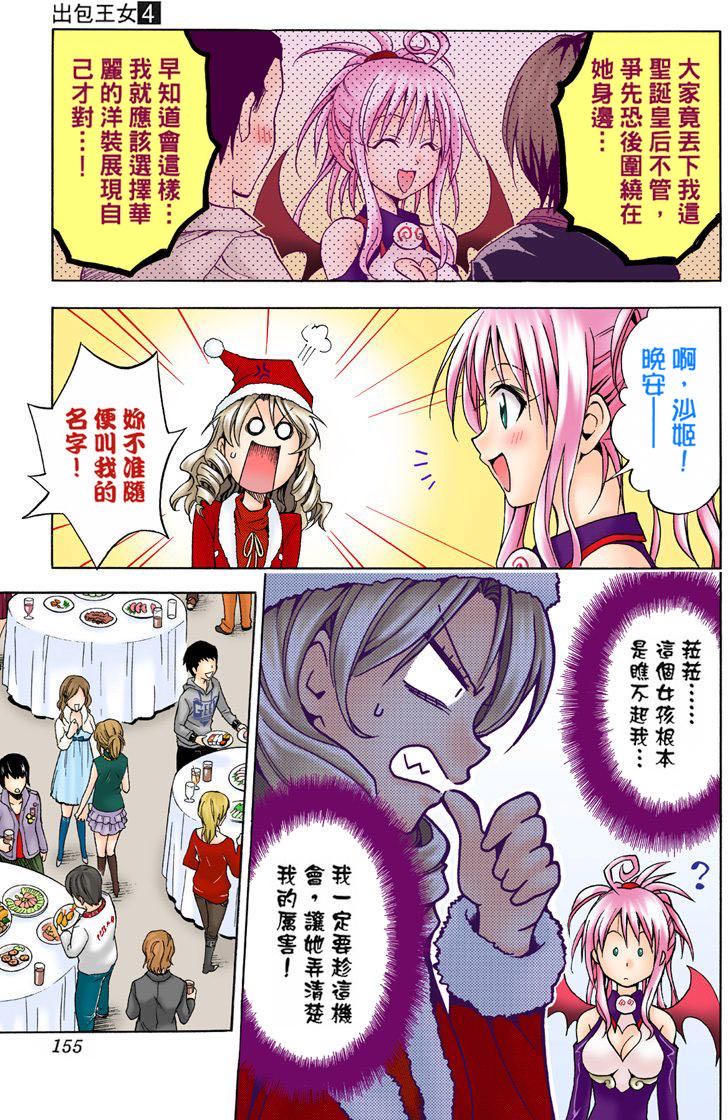 出包王女4
大家竟丟下我這
聖誕皇后不管，
爭先恐後圍繞在
她身邊…
早知道會這樣…
我就應該選擇華
麗的洋裝展現自
己才對…！
啊，沙姬！
晚安——
妳不准隨
便叫我的
名字！
菈菈……
這個女孩根本
是瞧不起我…
我一定要趁這機
會，讓她弄清楚
我的厲害！
?
155